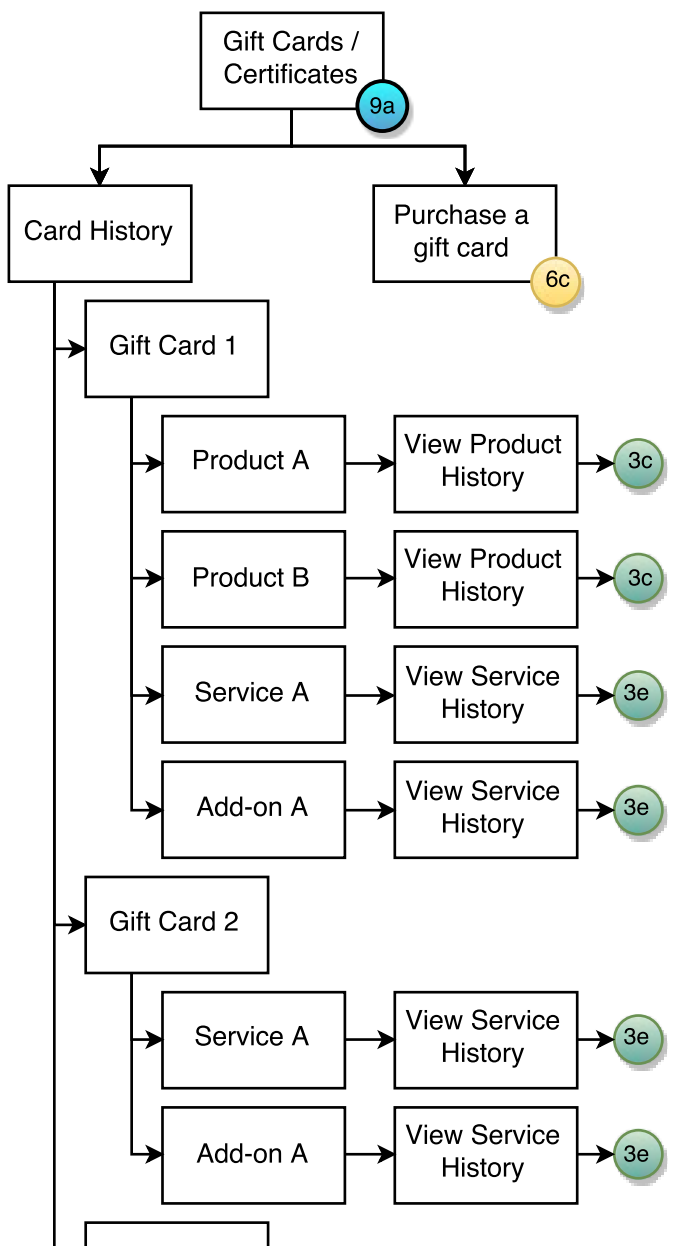 Gift Cards /
Certificates
9a
Card History
Purchase a
gift card
6c
Gift Card 1
Product A
View Product
History
3c
Product B
View Product
History
3c
Service A
View Service
History
3e
Add-on A
View Service
History
3e
Gift Card 2
Service A
View Service
History
3e
Add-on A
View Service
History
3e